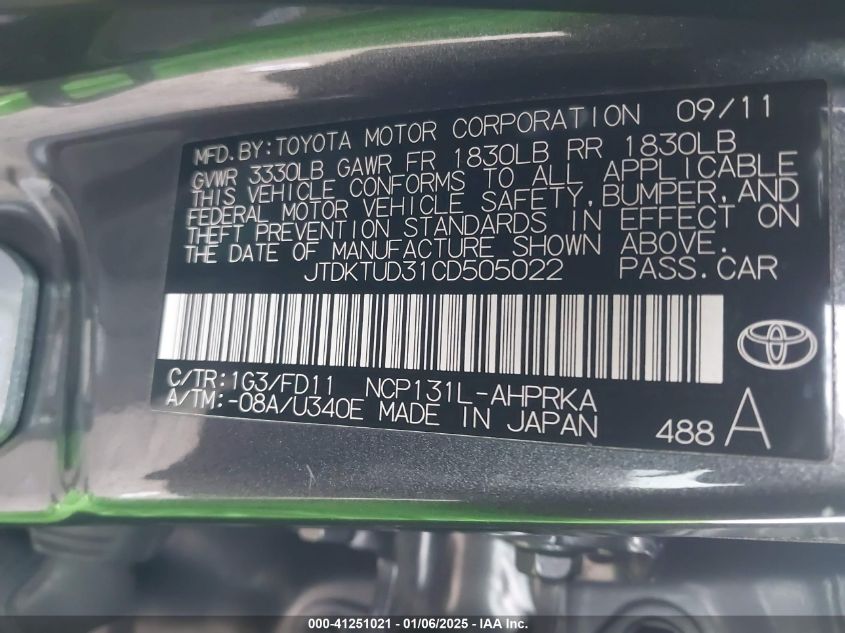 MFD.BY:TOYOTA MOTOR CORPORATION 09/11
GVWR 3330LB GAWR FR 1830LB RR 1830LB
THIS VEHICLE CONFORMS TO ALL APPLICABLE
FEDERAL MOTOR VEHICLE SAFETY,BUMPER,AND
THEFT PREVENTION STANDARDS IN EFFECT ON
THE DATE OF MANUFACTURE SHOWN ABOVE.
JTDKTUD31CD505022 PASS.CAR
C/TR:1G3/FD11 NCP131L-AHPRKA
A/TM:-08A/U340E MADE IN JAPAN 488 A
000-41251021 - 01/06/2025 - IAA Inc.